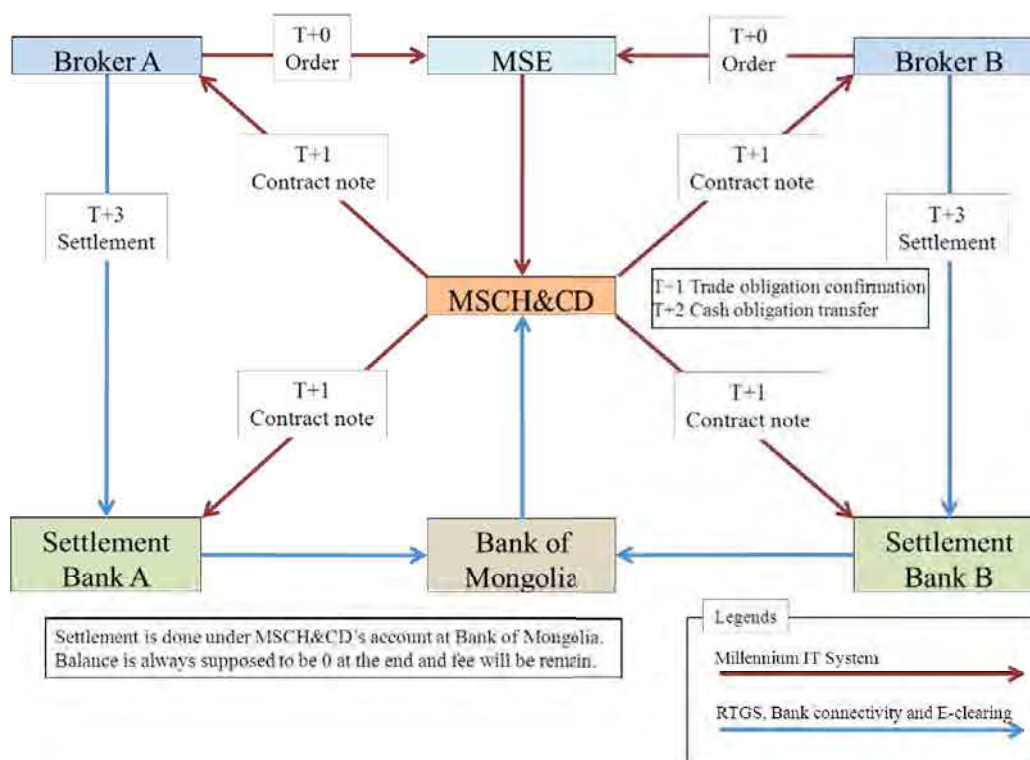 T+0
Order
T+0
Order
Broker A
MSE
Broker B
T+1
Contract note
T+1
Contract note
T+3
Settlement
T+3
Settlement
MSCH&CD
T+1 Trade obligation confirmation
T+2 Cash obligation transfer
T+1
Contract note
T+1
Contract note
Settlement
Bank A
Bank of
Mongolia
Settlement
Bank B
Settlement is done under MSCH&CD's account at Bank of Mongolia.
Balance is always supposed to be 0 at the end and fee will be remain.
Legends
Millennium IT System
RTGS, Bank connectivity and E-clearing